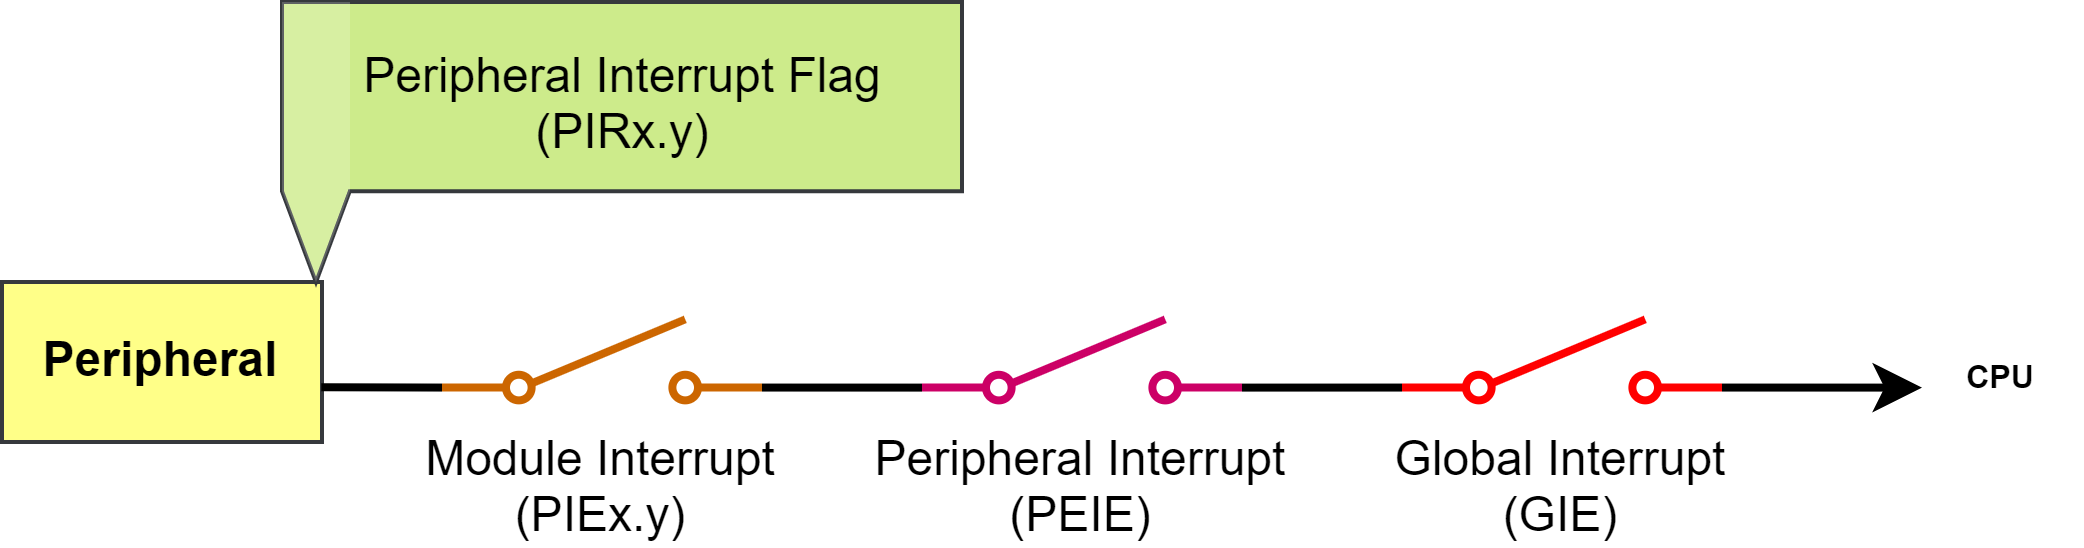 Peripheral Interrupt Flag
(PIRx.y)
Peripheral
CPU
Module Interrupt
(PIEx.y)
Peripheral Interrupt
(PEIE)
Global Interrupt
(GIE)